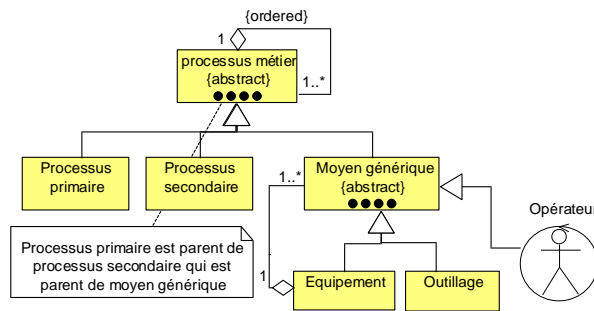 {ordered}
1
processus métier
{abstract}
1..*
Processus
primaire
Processus
secondaire
1..*
Moyen générique
{abstract}
Opérateur
Processus primaire est parent de
processus secondaire qui est
parent de moyen générique
1
Equipement
Outillage